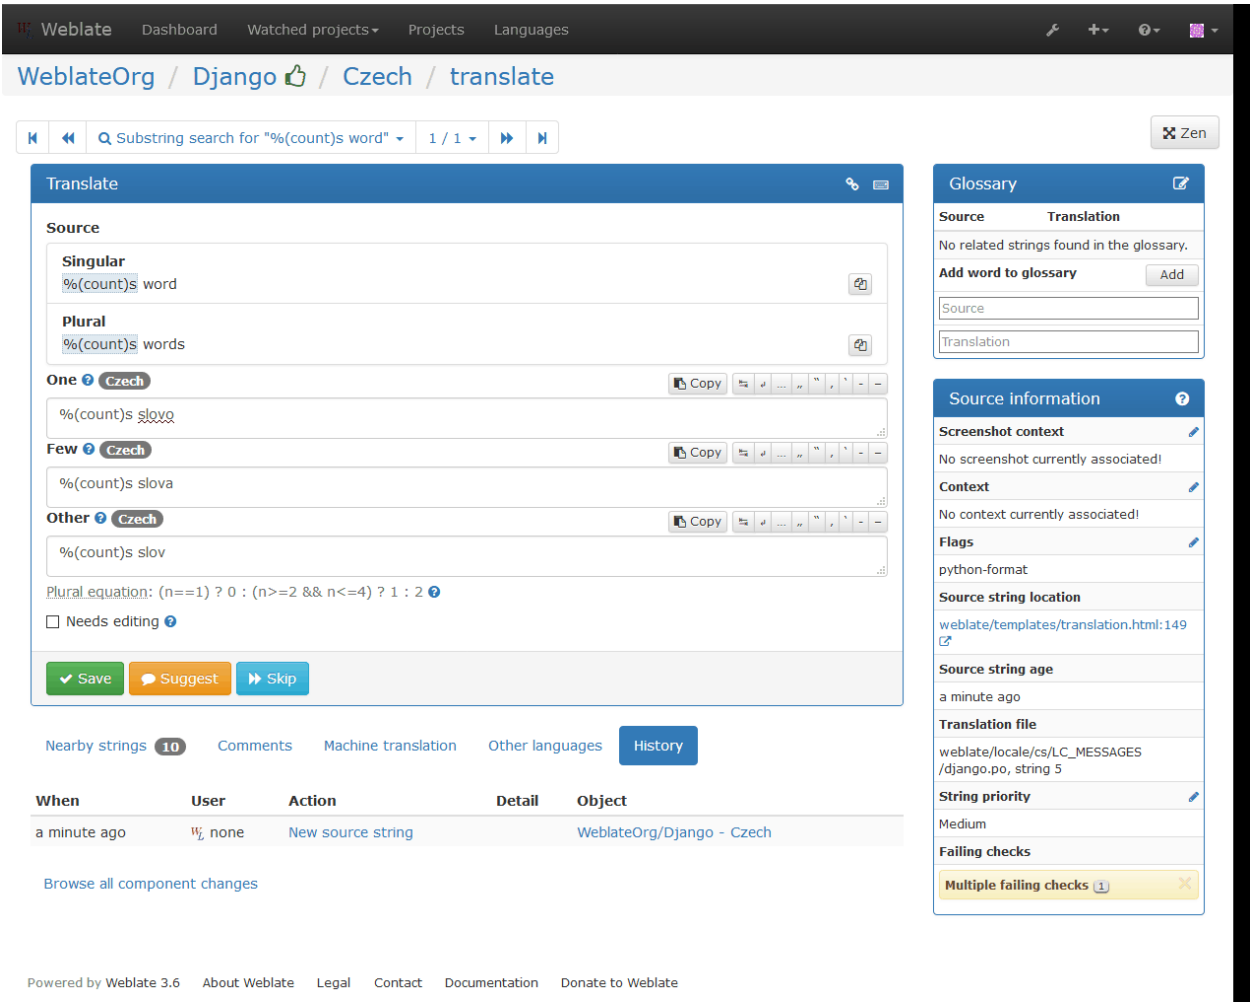 Weblate Dashboard Watched projects Projects Languages
WeblateOrg / Django / Czech / translate
Substring search for "%(count)s word" 1 / 1 Zen
Translate
Source
Singular
%(count)s word
Plural
%(count)s words
One Czech Copy … „ “ ‚ ‘ - –
%(count)s slovo
Few Czech Copy … „ “ ‚ ‘ - –
%(count)s slova
Other Czech Copy … „ “ ‚ ‘ - –
%(count)s slov
Plural equation: (n==1) ? 0 : (n>=2 && n<=4) ? 1 : 2
Needs editing
Save Suggest Skip
Nearby strings 10 Comments Machine translation Other languages History
When User Action Detail Object
a minute ago none New source string WeblateOrg/Django - Czech
Browse all component changes
Glossary
Source Translation
No related strings found in the glossary.
Add word to glossary Add
Source
Translation
Source information
Screenshot context
No screenshot currently associated!
Context
No context currently associated!
Flags
python-format
Source string location
weblate/templates/translation.html:149
Source string age
a minute ago
Translation file
weblate/locale/cs/LC_MESSAGES
/django.po, string 5
String priority
Medium
Failing checks
Multiple failing checks 1
Powered by Weblate 3.6 About Weblate Legal Contact Documentation Donate to Weblate